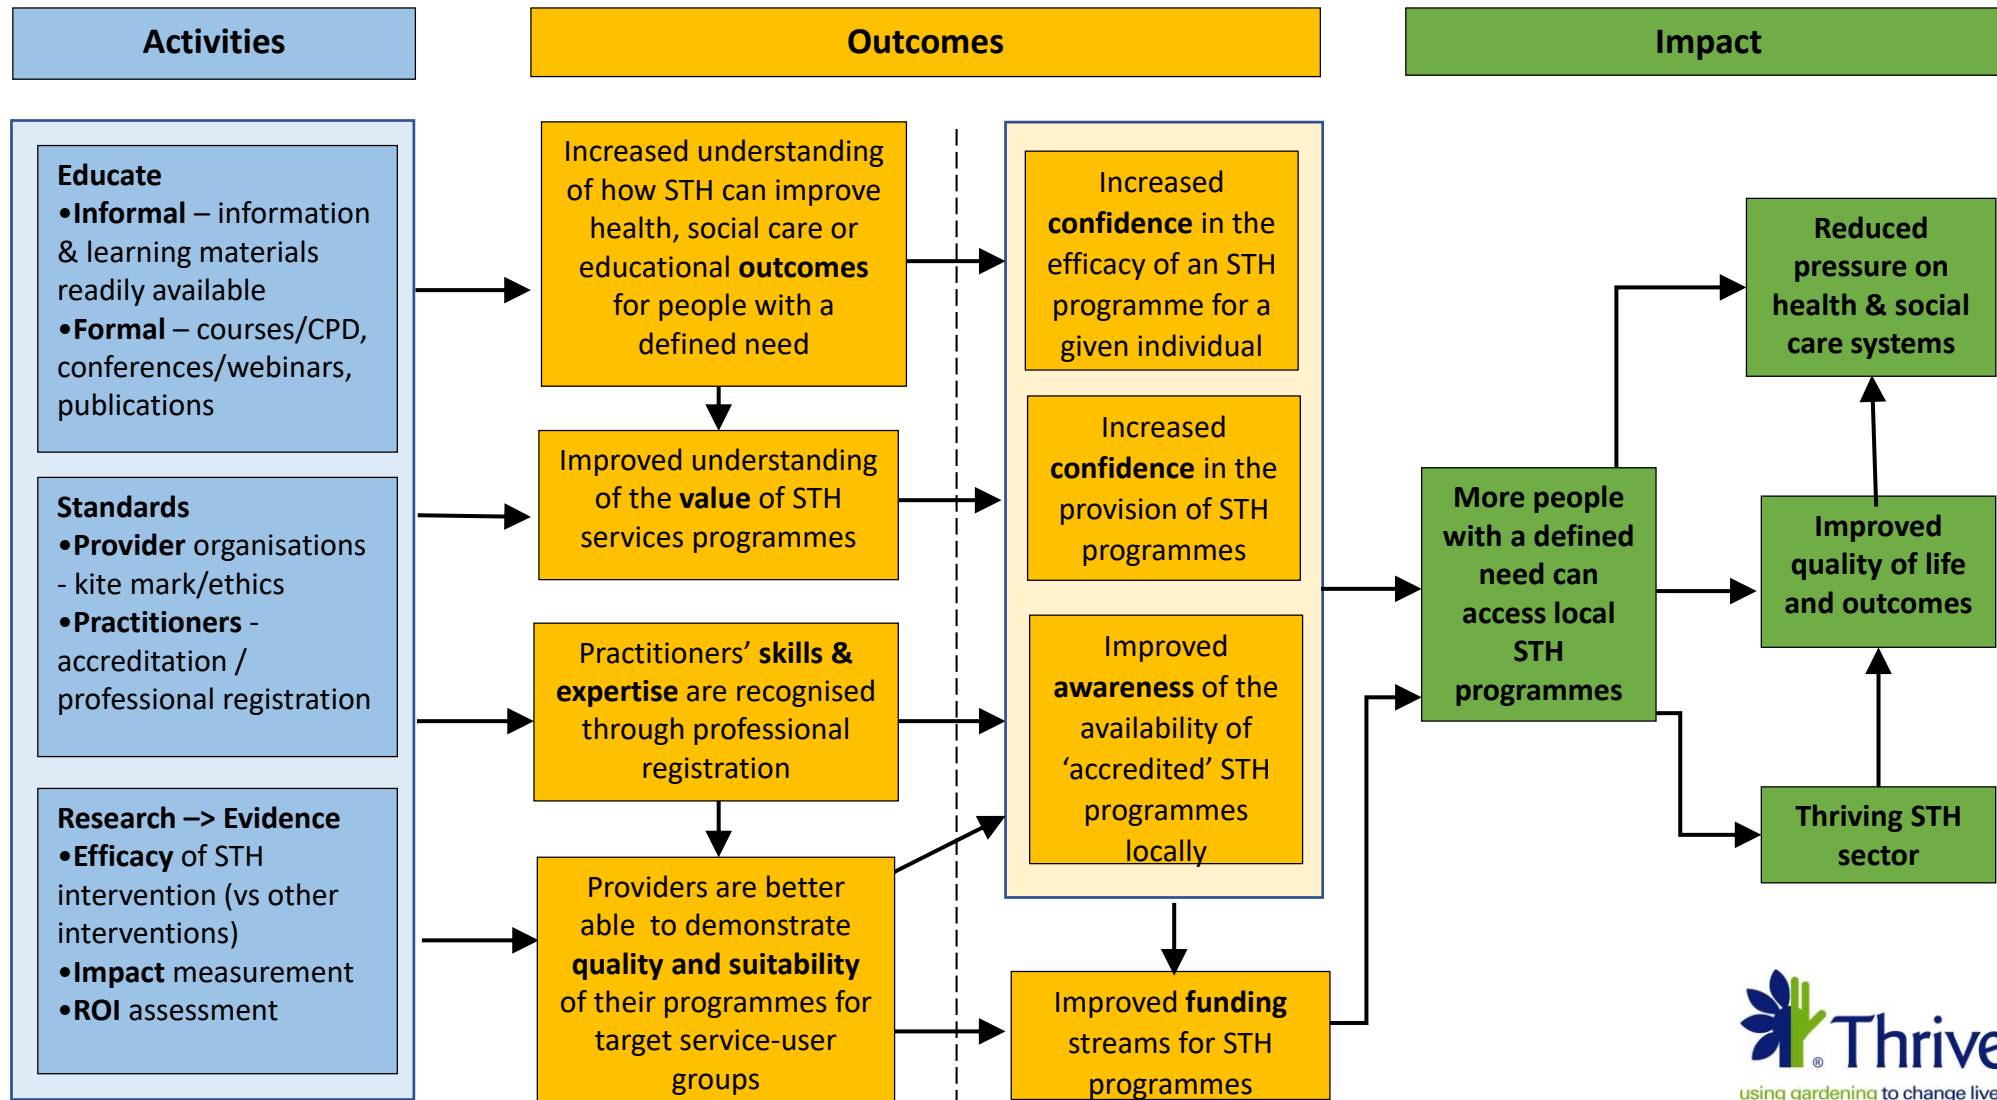 Activities
Outcomes
Impact
Educate
•Informal – information
& learning materials
readily available
•Formal – courses/CPD,
conferences/webinars,
publications
Standards
•Provider organisations
- kite mark/ethics
•Practitioners -
accreditation /
professional registration
Research –> Evidence
•Efficacy of STH
intervention (vs other
interventions)
•Impact measurement
•ROI assessment
Increased understanding
of how STH can improve
health, social care or
educational outcomes
for people with a
defined need
Improved understanding
of the value of STH
services programmes
Practitioners’ skills &
expertise are recognised
through professional
registration
Providers are better
able  to demonstrate
quality and suitability
of their programmes for
target service-user
groups
Increased
confidence in the
efficacy of an STH
programme for a
given individual
Increased
confidence in the
provision of STH
programmes
Improved
awareness of the
availability of
‘accredited’ STH
programmes
locally
Improved funding
streams for STH
programmes
More people
with a defined
need can
access local
STH
programmes
Reduced
pressure on
health & social
care systems
Improved
quality of life
and outcomes
Thriving STH
sector
® Thrive
using gardening to change live